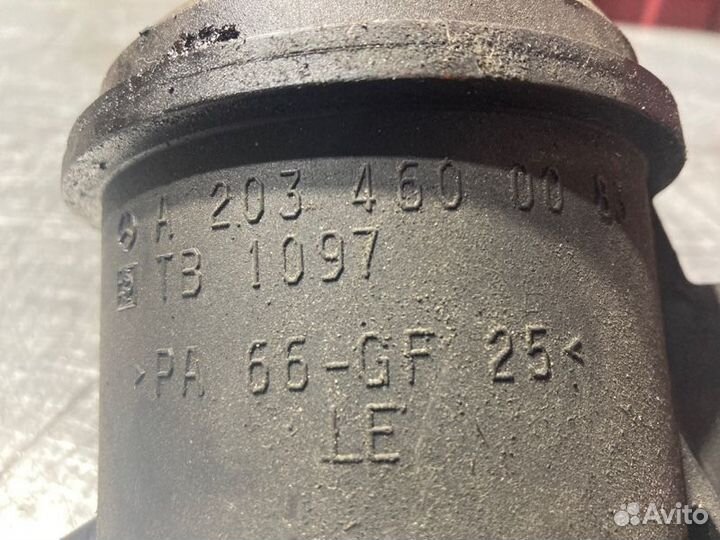 A 203 460 00
TB 1097
>PA 66-GF 25<
LE
Avito